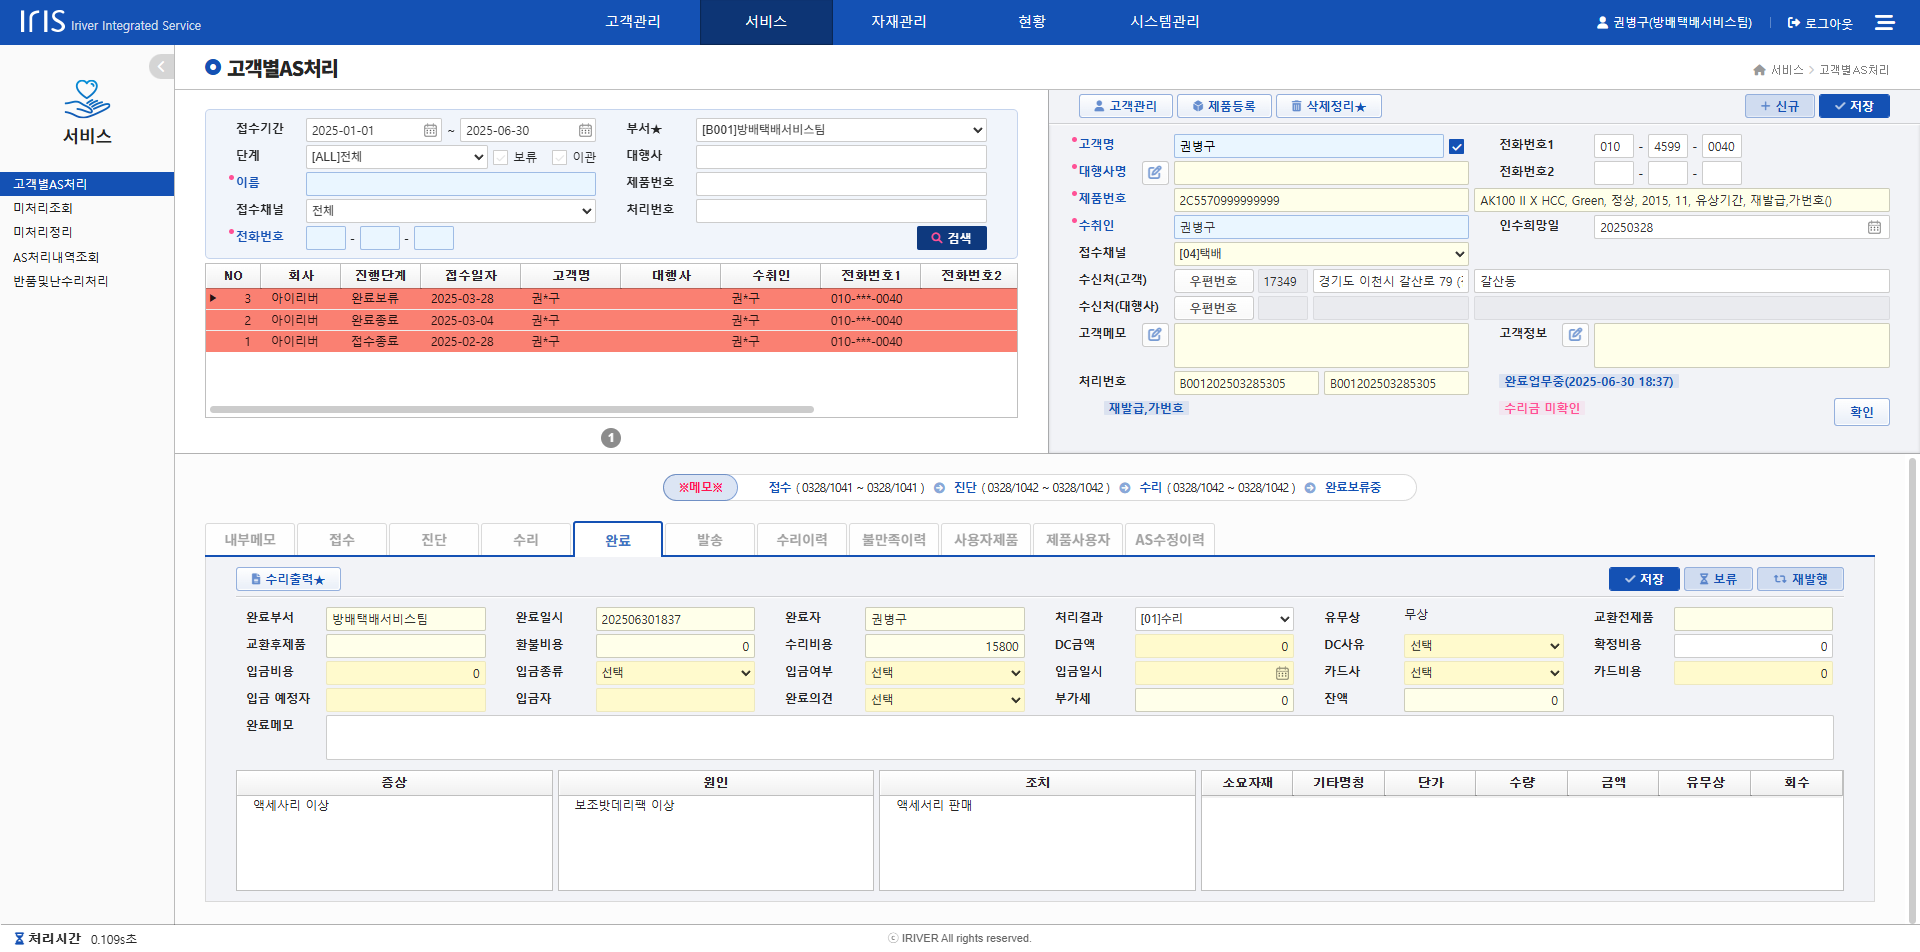 IRIS Iriver Integrated Service
고객관리 서비스 자재관리 현황 시스템관리
권병구(방배택배서비스팀) | 로그아웃
서비스
고객별AS처리
미처리조회
미처리정리
AS처리내역조회
반품및난수리처리
고객별AS처리
서비스 > 고객별AS처리
접수기간 2025-01-01 ~ 2025-06-30 부서★ [B001]방배택배서비스팀
단계 [ALL]전체 보류 이관 대행사
*이름 제품번호
접수채널 전체 처리번호
*전화번호 - - 검색
NO 회사 진행단계 접수일자 고객명 대행사 수취인 전화번호1 전화번호2
3 아이리버 완료보류 2025-03-28 권*구 권*구 010-***-0040
2 아이리버 완료종료 2025-03-04 권*구 권*구 010-***-0040
1 아이리버 접수종료 2025-02-28 권*구 권*구 010-***-0040
1
고객관리 제품등록 삭제정리★ + 신규 저장
*고객명 권병구 전화번호1 010 - 4599 - 0040
*대행사명 전화번호2 - -
*제품번호 2C5570999999999 AK100 II X HCC, Green, 정상, 2015, 11, 유상기간, 재발급,가번호()
*수취인 권병구 인수희망일 20250328
접수채널 [04]택배
수신처(고객) 우편번호 17349 경기도 이천시 갈산로 79 (갈 갈산동
수신처(대행사) 우편번호
고객메모 고객정보
처리번호 B001202503285305 B001202503285305 완료업무중(2025-06-30 18:37)
재발급,가번호 수리금 미확인 확인
※메모※ 접수 ( 0328/1041 ~ 0328/1041 ) 진단 ( 0328/1042 ~ 0328/1042 ) 수리 ( 0328/1042 ~ 0328/1042 ) 완료보류중
내부메모 접수 진단 수리 완료 발송 수리이력 불만족이력 사용자제품 제품사용자 AS수정이력
수리출력★ 저장 보류 재발행
완료부서 방배택배서비스팀 완료일시 202506301837 완료자 권병구 처리결과 [01]수리 유무상 무상 교환전제품
교환후제품 환불비용 0 수리비용 15800 DC금액 0 DC사유 선택 확정비용 0
입금비용 0 입금종류 선택 입금여부 선택 입금일시 카드사 선택 카드비용 0
입금 예정자 입금자 완료의견 선택 부가세 0 잔액 0
완료메모
증상 원인 조치 소요자재 기타명칭 단가 수량 금액 유무상 회수
액세사리 이상 보조밧데리팩 이상 액세서리 판매
처리시간 0.109s초
ⓒ IRIVER All rights reserved.